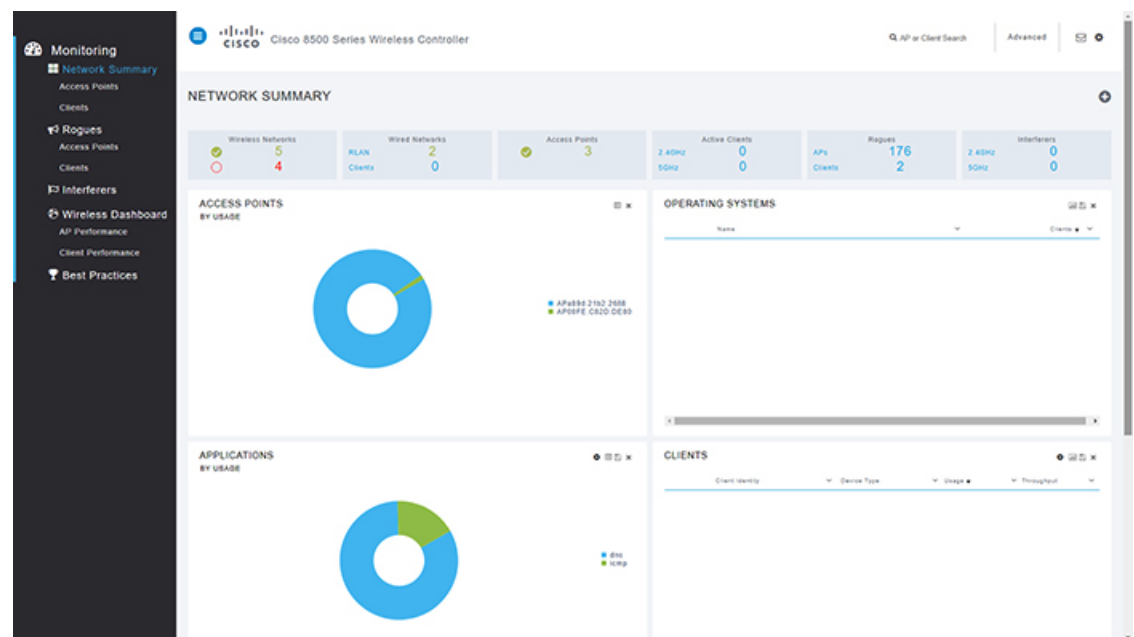 Monitoring
Network Summary
Access Points
Clients
Rogues
Access Points
Clients
Interferers
Wireless Dashboard
AP Performance
Client Performance
Best Practices
CISCO Cisco 8500 Series Wireless Controller
AP or Client Search
Advanced
NETWORK SUMMARY
Wireless Networks
5
4
Wired Networks
RLAN 2
Clients 0
Access Points
3
Active Clients
2.4GHz 0
5GHz 0
Rogues
APs 176
Clients 2
Interferers
2.4GHz 0
5GHz 0
ACCESS POINTS
BY USAGE
APa89d.21b2.2688
AP08FE.C82D.DE80
OPERATING SYSTEMS
Name Clients
APPLICATIONS
BY USAGE
dns
icmp
CLIENTS
Client Identity Device Type Usage Throughput